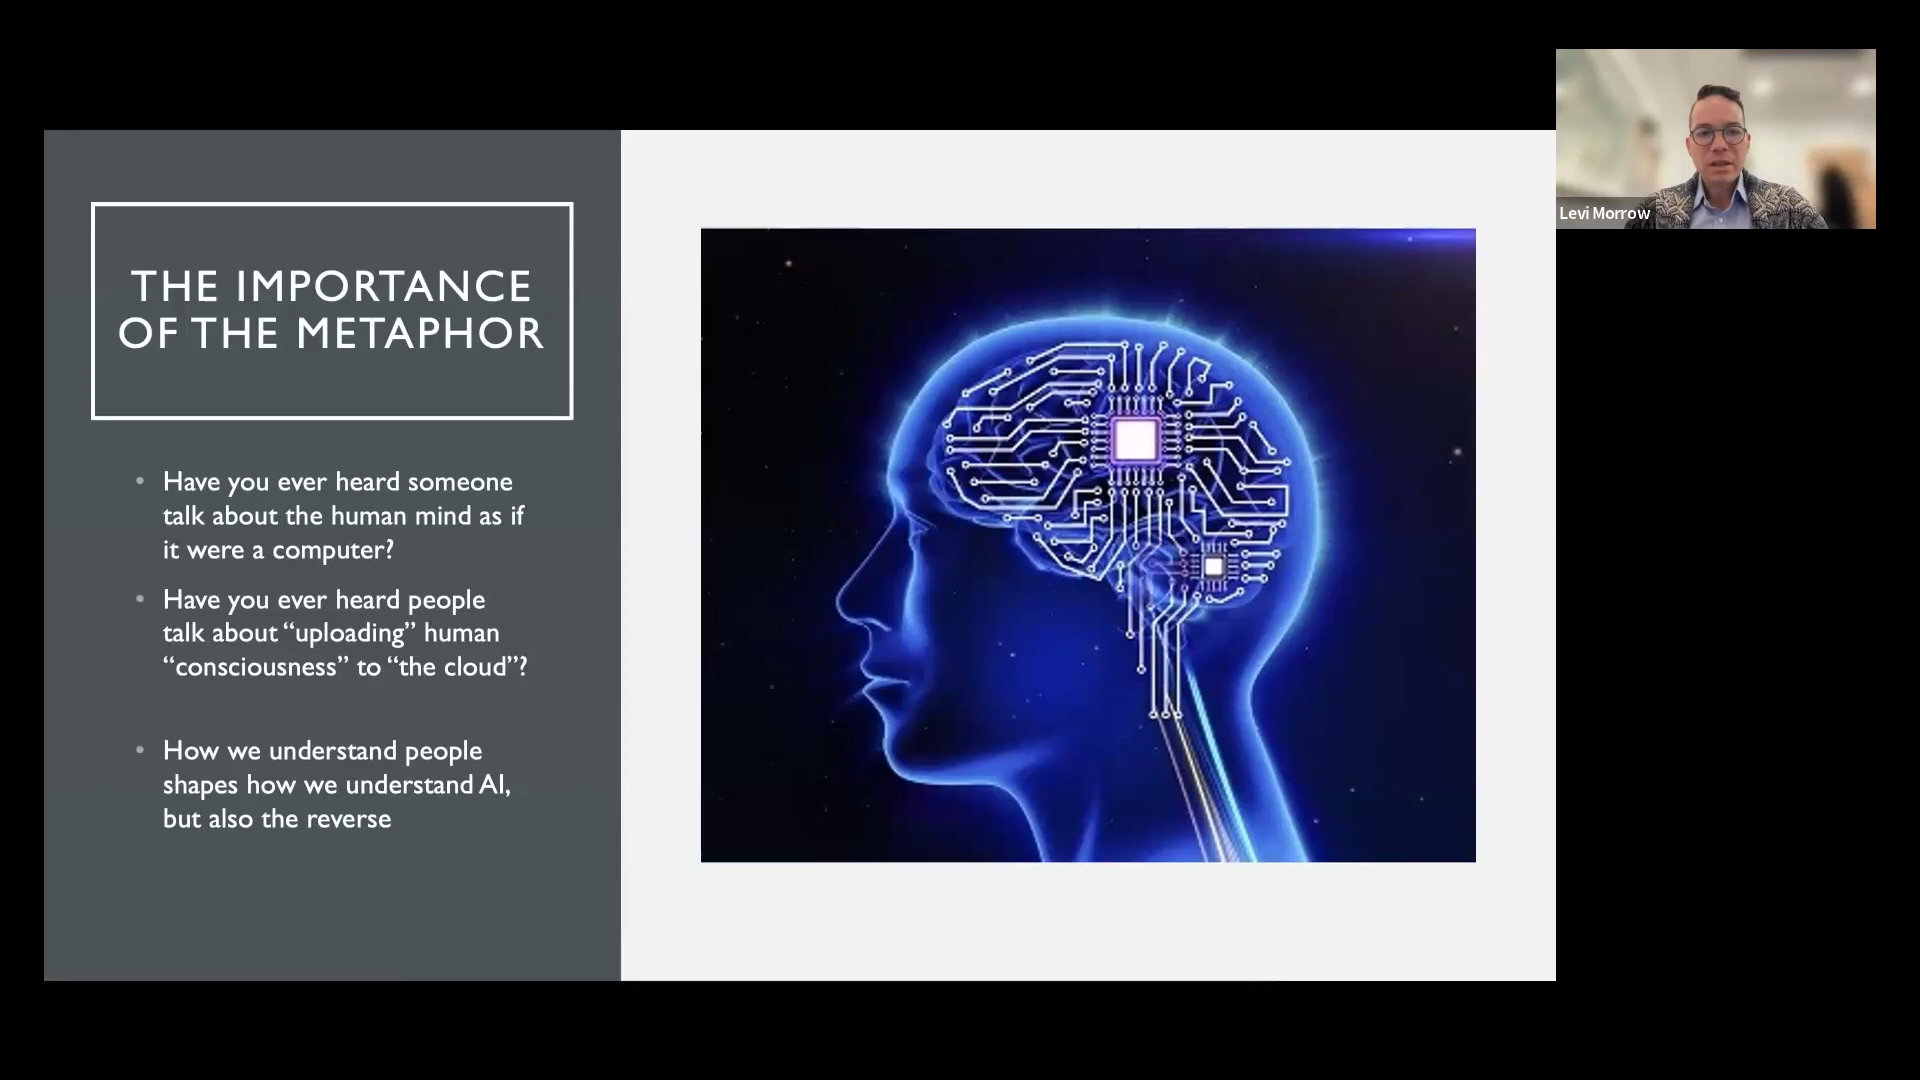 THE IMPORTANCE
OF THE METAPHOR
• Have you ever heard someone
talk about the human mind as if
it were a computer?
• Have you ever heard people
talk about “uploading” human
“consciousness” to “the cloud”?
• How we understand people
shapes how we understand AI,
but also the reverse
Levi Morrow